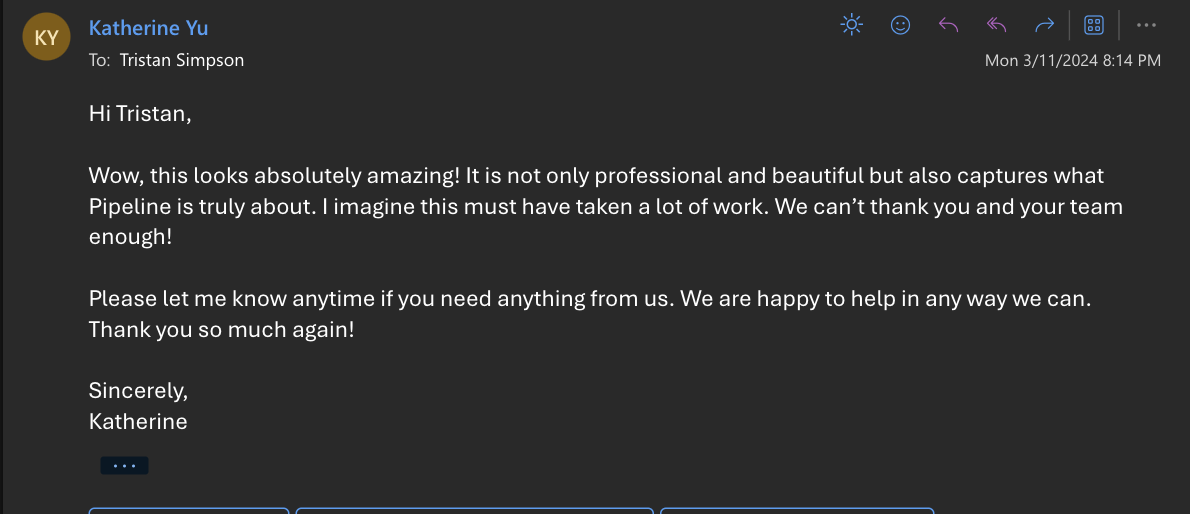 KY
Katherine Yu
To: Tristan Simpson
Mon 3/11/2024 8:14 PM
Hi Tristan,
Wow, this looks absolutely amazing! It is not only professional and beautiful but also captures what
Pipeline is truly about. I imagine this must have taken a lot of work. We can’t thank you and your team
enough!
Please let me know anytime if you need anything from us. We are happy to help in any way we can.
Thank you so much again!
Sincerely,
Katherine